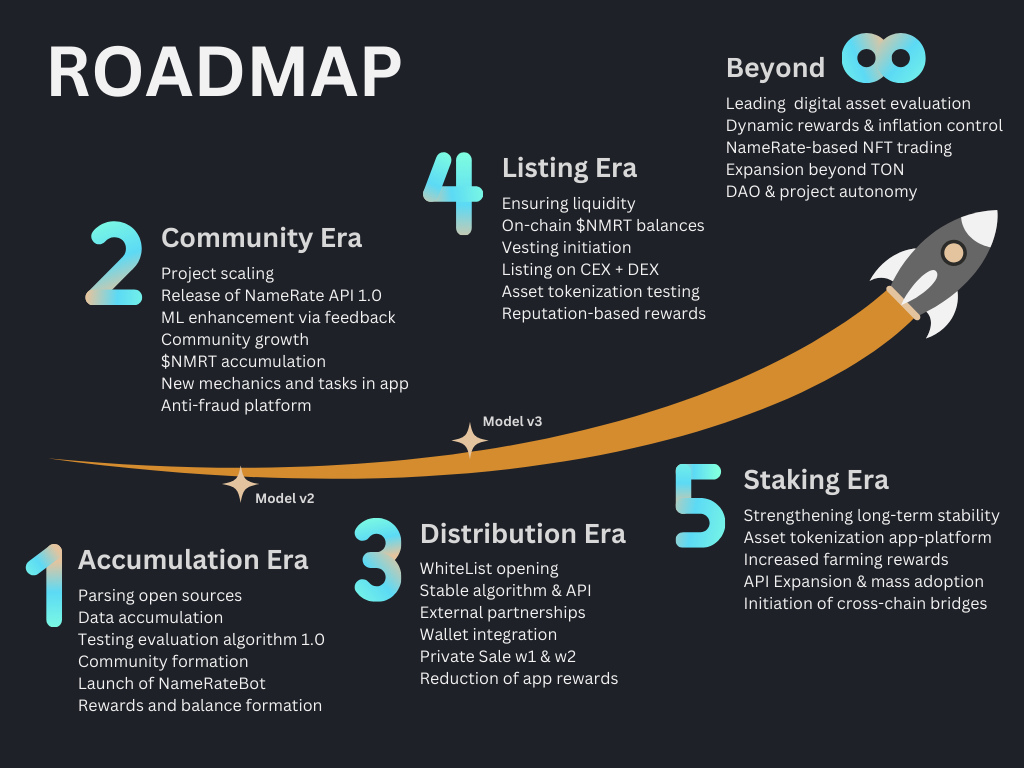 ROADMAP
1
Accumulation Era
Parsing open sources
Data accumulation
Testing evaluation algorithm 1.0
Community formation
Launch of NameRateBot
Rewards and balance formation
2
Community Era
Project scaling
Release of NameRate API 1.0
ML enhancement via feedback
Community growth
$NMRT accumulation
New mechanics and tasks in app
Anti-fraud platform
Model v2
3
Distribution Era
WhiteList opening
Stable algorithm & API
External partnerships
Wallet integration
Private Sale w1 & w2
Reduction of app rewards
Model v3
4
Listing Era
Ensuring liquidity
On-chain $NMRT balances
Vesting initiation
Listing on CEX + DEX
Asset tokenization testing
Reputation-based rewards
5
Staking Era
Strengthening long-term stability
Asset tokenization app-platform
Increased farming rewards
API Expansion & mass adoption
Initiation of cross-chain bridges
Beyond ∞
Leading  digital asset evaluation
Dynamic rewards & inflation control
NameRate-based NFT trading
Expansion beyond TON
DAO & project autonomy